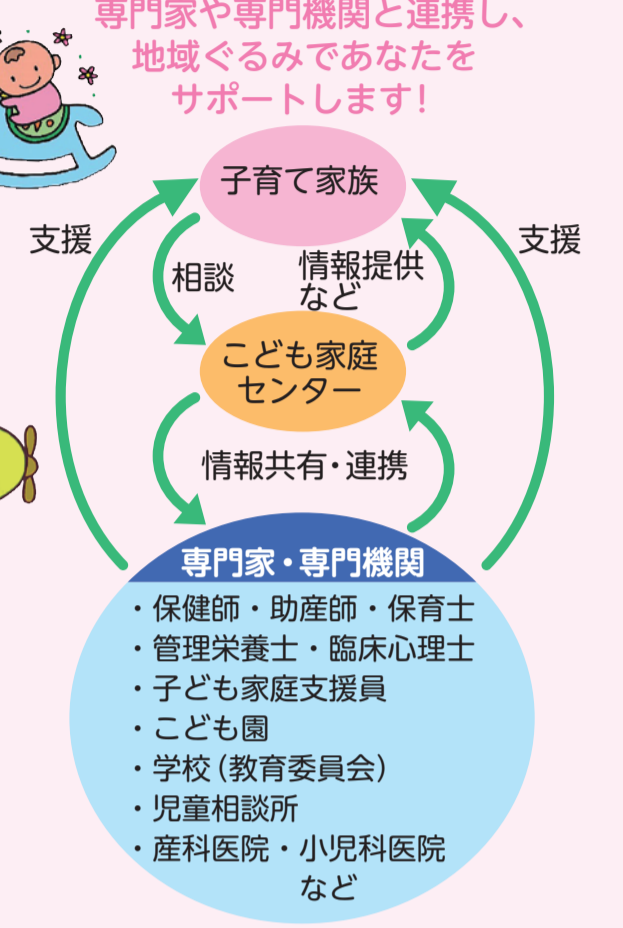 専門家や専門機関と連携し、
地域ぐるみであなたを
サポートします!
子育て家族
支援
支援
相談
情報提供
など
こども家庭
センター
情報共有・連携
専門家・専門機関
・保健師・助産師・保育士
・管理栄養士・臨床心理士
・子ども家庭支援員
・こども園
・学校(教育委員会)
・児童相談所
・産科医院・小児科医院
など